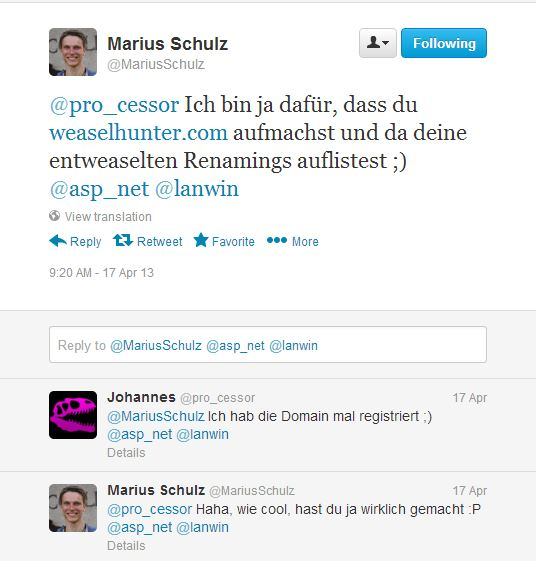 Marius Schulz
@MariusSchulz
Following
@pro_cessor Ich bin ja dafür, dass du
weaselhunter.com aufmachst und da deine
entweaselten Renamings auflistest ;)
@asp_net @lanwin
View translation
Reply Retweet Favorite More
9:20 AM - 17 Apr 13
Reply to @MariusSchulz @asp_net @lanwin
Johannes @pro_cessor 17 Apr
@MariusSchulz Ich hab die Domain mal registriert ;)
@asp_net @lanwin
Details
Marius Schulz @MariusSchulz 17 Apr
@pro_cessor Haha, wie cool, hast du ja wirklich gemacht :P
@asp_net @lanwin
Details